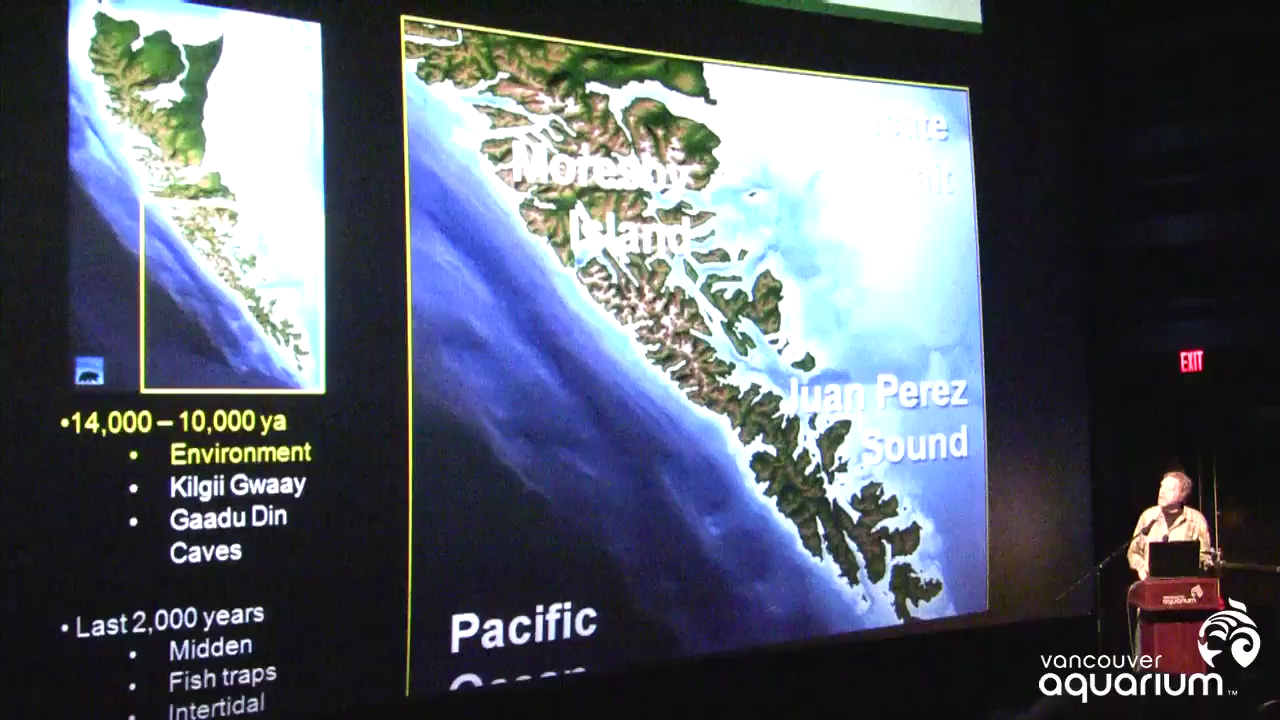 •14,000 – 10,000 ya
• Environment
• Kilgii Gwaay
• Gaadu Din
Caves
• Last 2,000 years
• Midden
• Fish traps
• Intertidal
Moresby
Island
Juan Perez
Sound
Pacific
EXIT
aquarium
vancouver
aquarium™